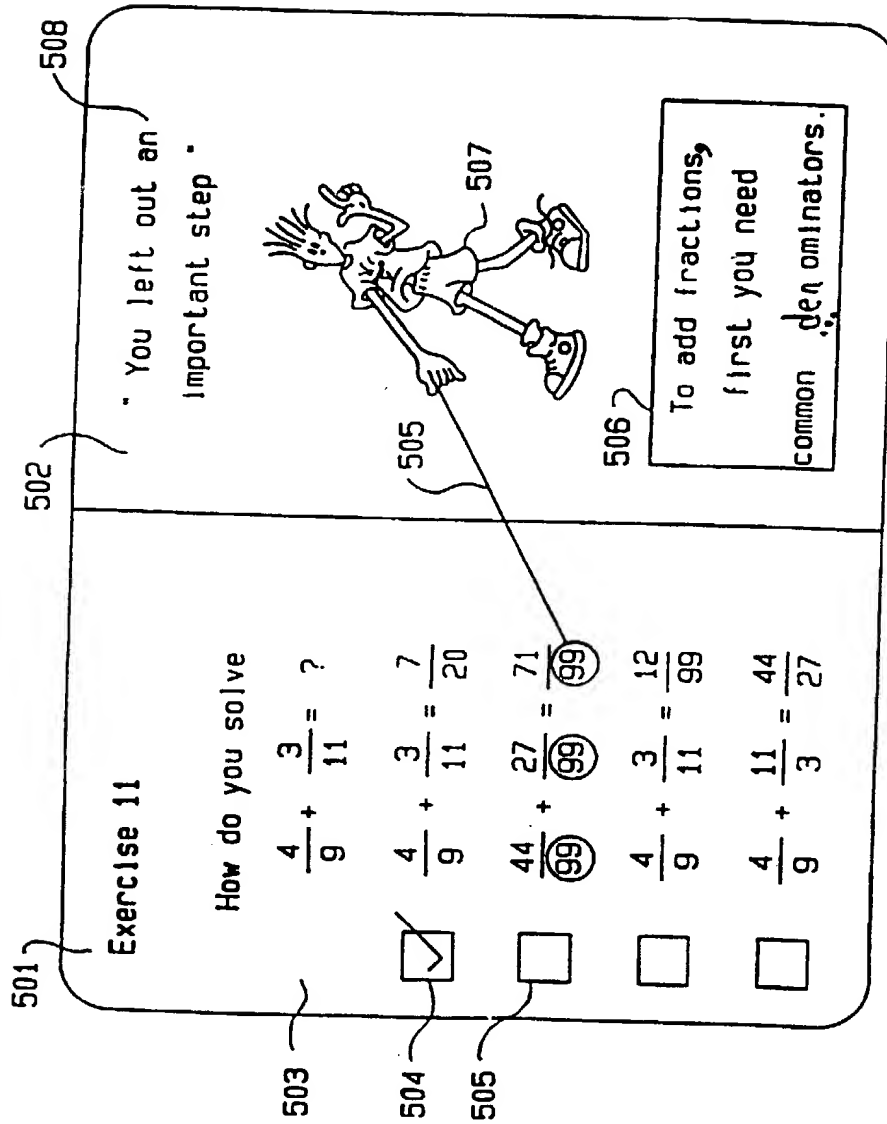 501
502
508
Exercise 11
" You left out an
important step "
How do you solve
503
4/9 + 3/11 = ?
504
4/9 + 3/11 = 7/20
505
505
44/99 + 27/99 = 71/99
4/9 + 3/11 = 12/99
4/9 + 11/3 = 44/27
507
506
To add fractions,
first you need
common den ominators.